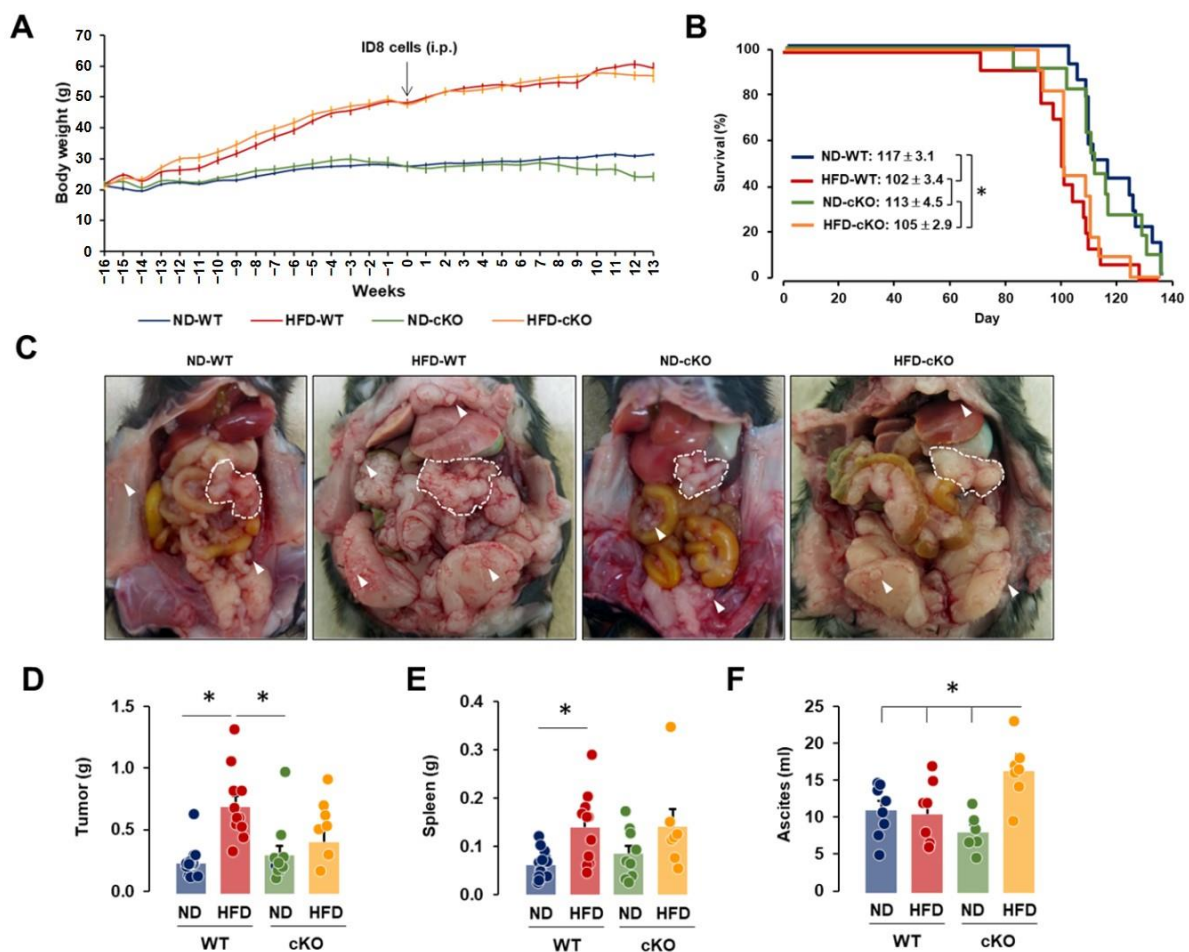 A
ID8 cells (i.p.)
Body weight (g)
70
60
50
40
30
20
10
0
−16 −15 −14 −13 −12 −11 −10 −9 −8 −7 −6 −5 −4 −3 −2 −1 0 1 2 3 4 5 6 7 8 9 10 11 12 13
Weeks
ND-WT HFD-WT ND-cKO HFD-cKO
B
Survival (%)
100
80
60
40
20
0
ND-WT: 117 ± 3.1
HFD-WT: 102 ± 3.4
ND-cKO: 113 ± 4.5
HFD-cKO: 105 ± 2.9
*
0 20 40 60 80 100 120 140
Day
C
ND-WT HFD-WT ND-cKO HFD-cKO
D
Tumor (g)
1.5
1.0
0.5
0.0
* *
ND HFD ND HFD
WT cKO
E
Spleen (g)
0.4
0.3
0.2
0.1
0.0
*
ND HFD ND HFD
WT cKO
F
Ascites (ml)
25
20
15
10
5
0
*
ND HFD ND HFD
WT cKO